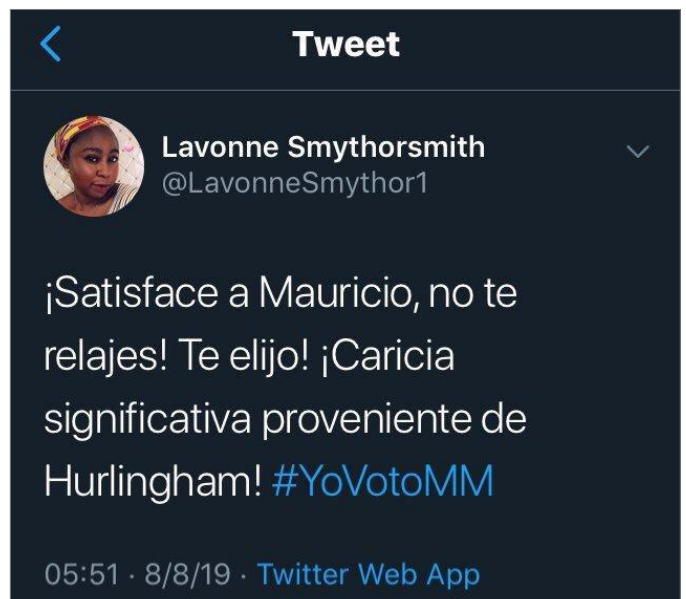 Tweet
Lavonne Smythorsmith
@LavonneSmythor1
¡Satisface a Mauricio, no te
relajes! Te elijo! ¡Caricia
significativa proveniente de
Hurlingham! #YoVotoMM
05:51 · 8/8/19 · Twitter Web App